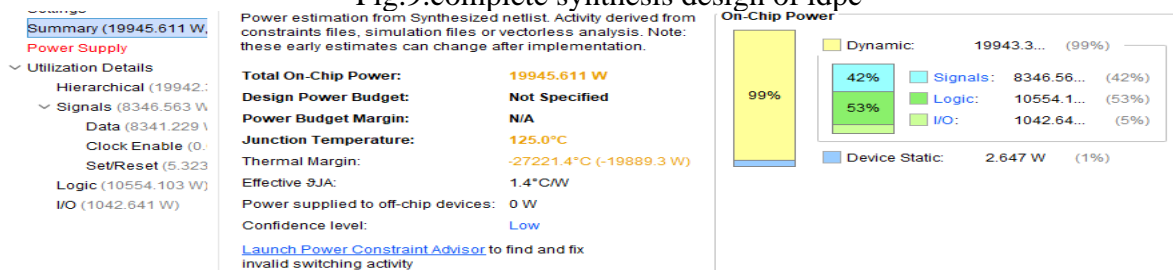 Fig.9.complete synthesis design of ldpc
Summary (19945.611 W,
Power Supply
Utilization Details
Hierarchical (19942.
Signals (8346.563 W
Data (8341.229
Clock Enable (0.
Set/Reset (5.323
Logic (10554.103 W)
I/O (1042.641 W)
Power estimation from Synthesized netlist. Activity derived from
constraints files, simulation files or vectorless analysis. Note:
these early estimates can change after implementation.
Total On-Chip Power: 19945.611 W
Design Power Budget: Not Specified
Power Budget Margin: N/A
Junction Temperature: 125.0°C
Thermal Margin: -27221.4°C (-19889.3 W)
Effective ϑJA: 1.4°C/W
Power supplied to off-chip devices: 0 W
Confidence level: Low
Launch Power Constraint Advisor to find and fix
invalid switching activity
On-Chip Power
99%
Dynamic: 19943.3... (99%)
42% Signals: 8346.56... (42%)
53% Logic: 10554.1... (53%)
I/O: 1042.64... (5%)
Device Static: 2.647 W (1%)